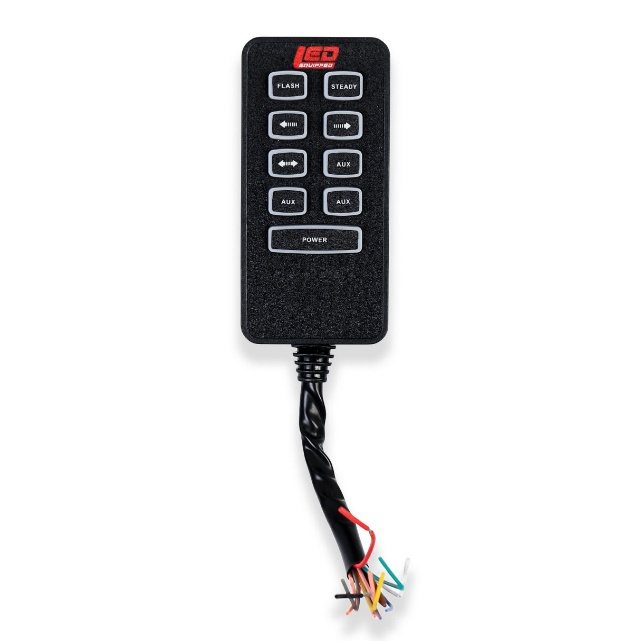 LED
EQUIPPED
FLASH STEADY
AUX
AUX AUX
POWER